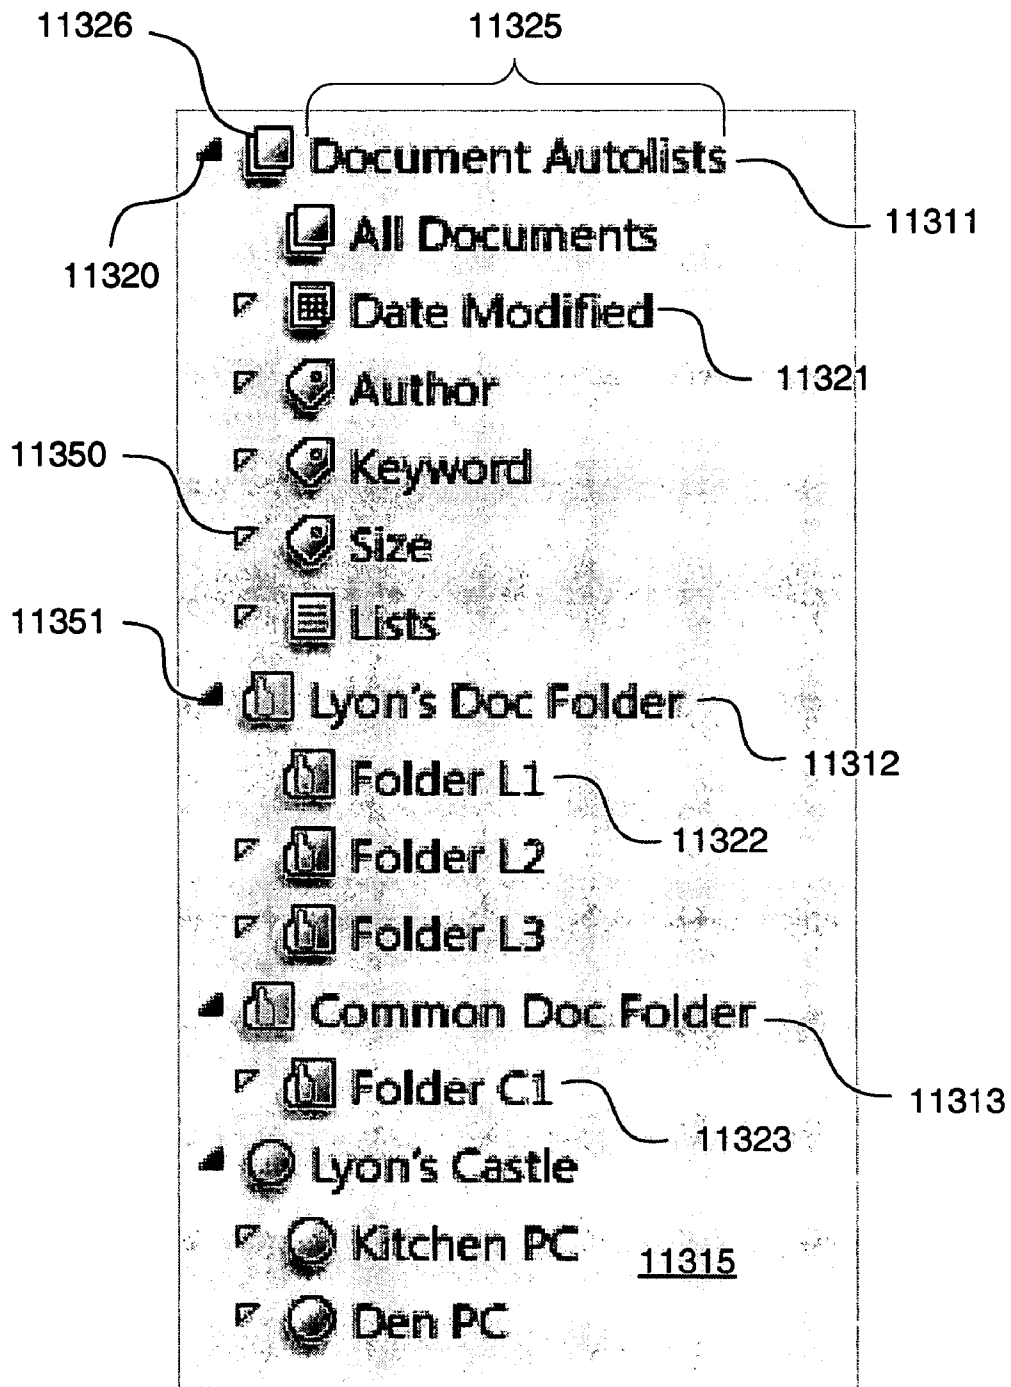 11326
11325
Document Autolists
11311
11320
All Documents
Date Modified
11321
Author
11350
Keyword
Size
11351
Lists
Lyon's Doc Folder
11312
Folder L1
11322
Folder L2
Folder L3
Common Doc Folder
11313
Folder C1
11323
Lyon's Castle
Kitchen PC
11315
Den PC